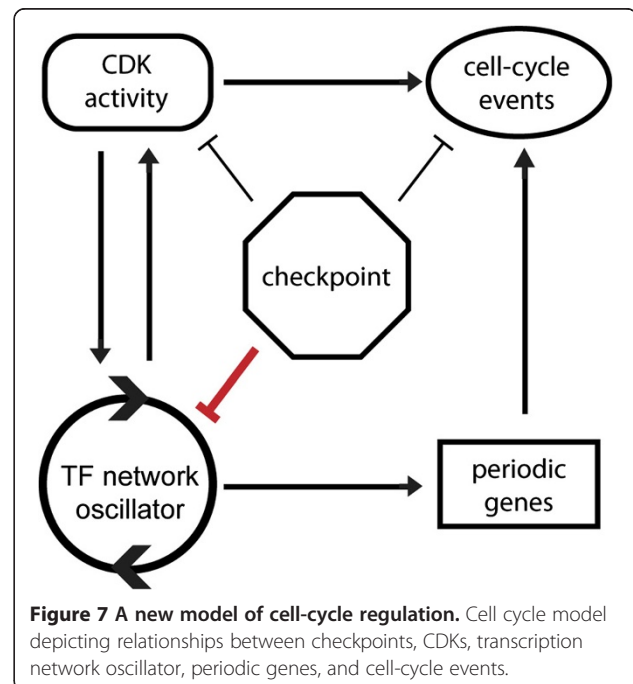 CDK
activity
cell-cycle
events
checkpoint
TF network
oscillator
periodic
genes
Figure 7 A new model of cell-cycle regulation. Cell cycle model
depicting relationships between checkpoints, CDKs, transcription
network oscillator, periodic genes, and cell-cycle events.